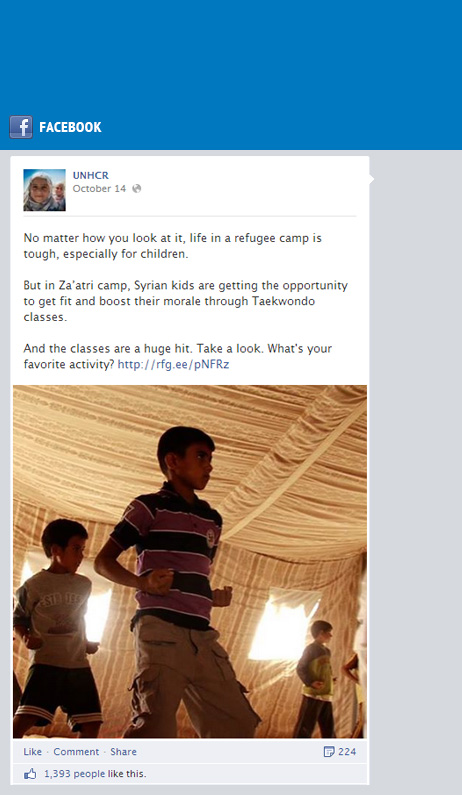 FACEBOOK
UNHCR
October 14
No matter how you look at it, life in a refugee camp is
tough, especially for children.
But in Za'atri camp, Syrian kids are getting the opportunity
to get fit and boost their morale through Taekwondo
classes.
And the classes are a huge hit. Take a look. What's your
favorite activity? http://rfg.ee/pNFRz
Like · Comment · Share 224
1,393 people like this.